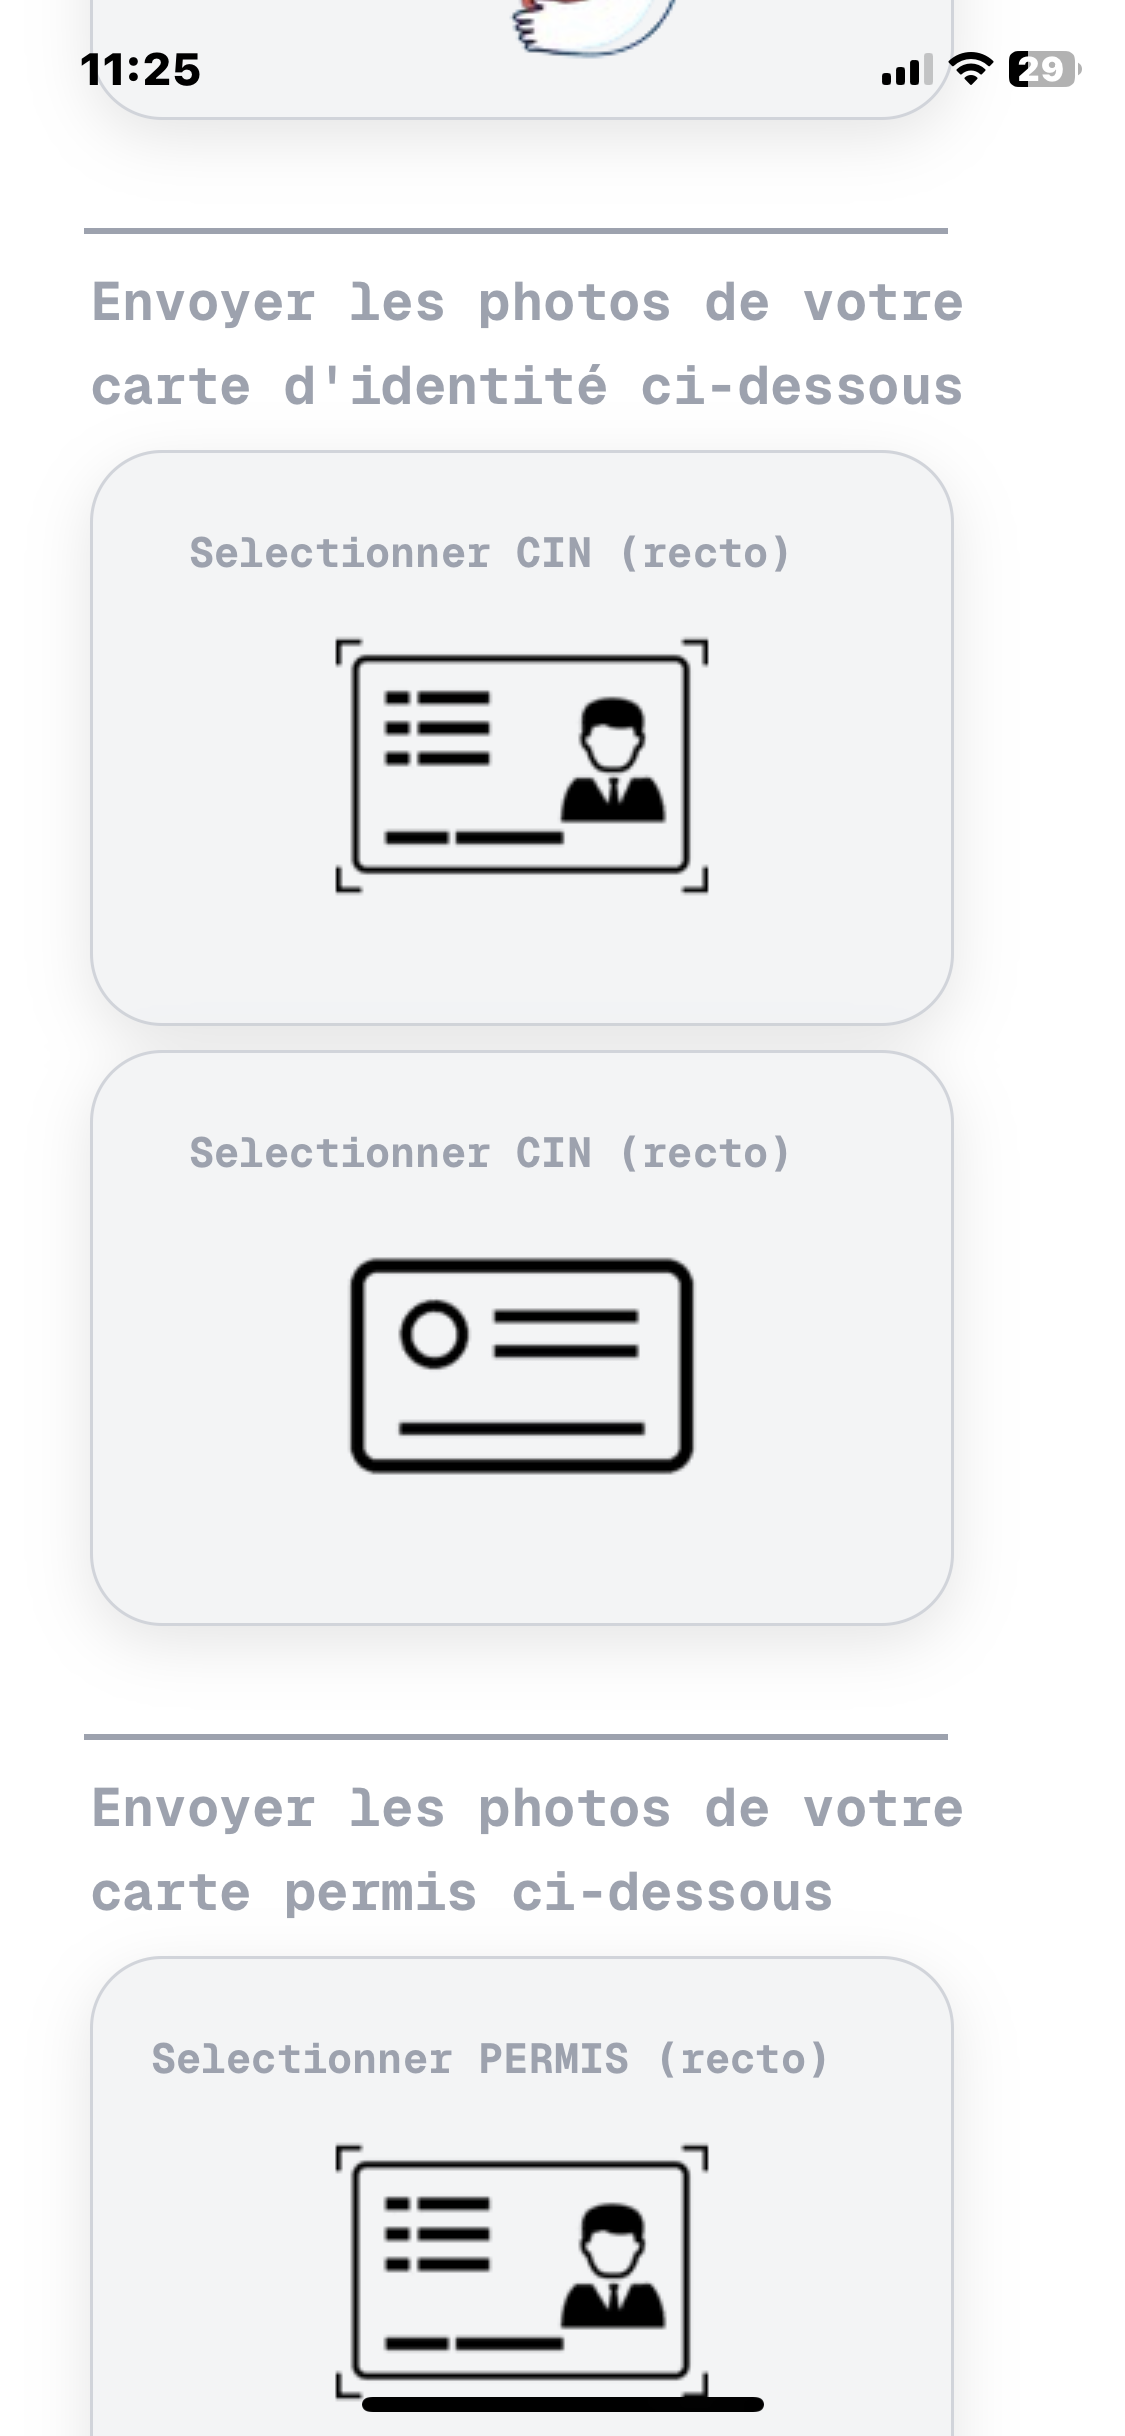 11:25
29
Envoyer les photos de votre
carte d'identité ci-dessous
Selectionner CIN (recto)
Selectionner CIN (recto)
Envoyer les photos de votre
carte permis ci-dessous
Selectionner PERMIS (recto)